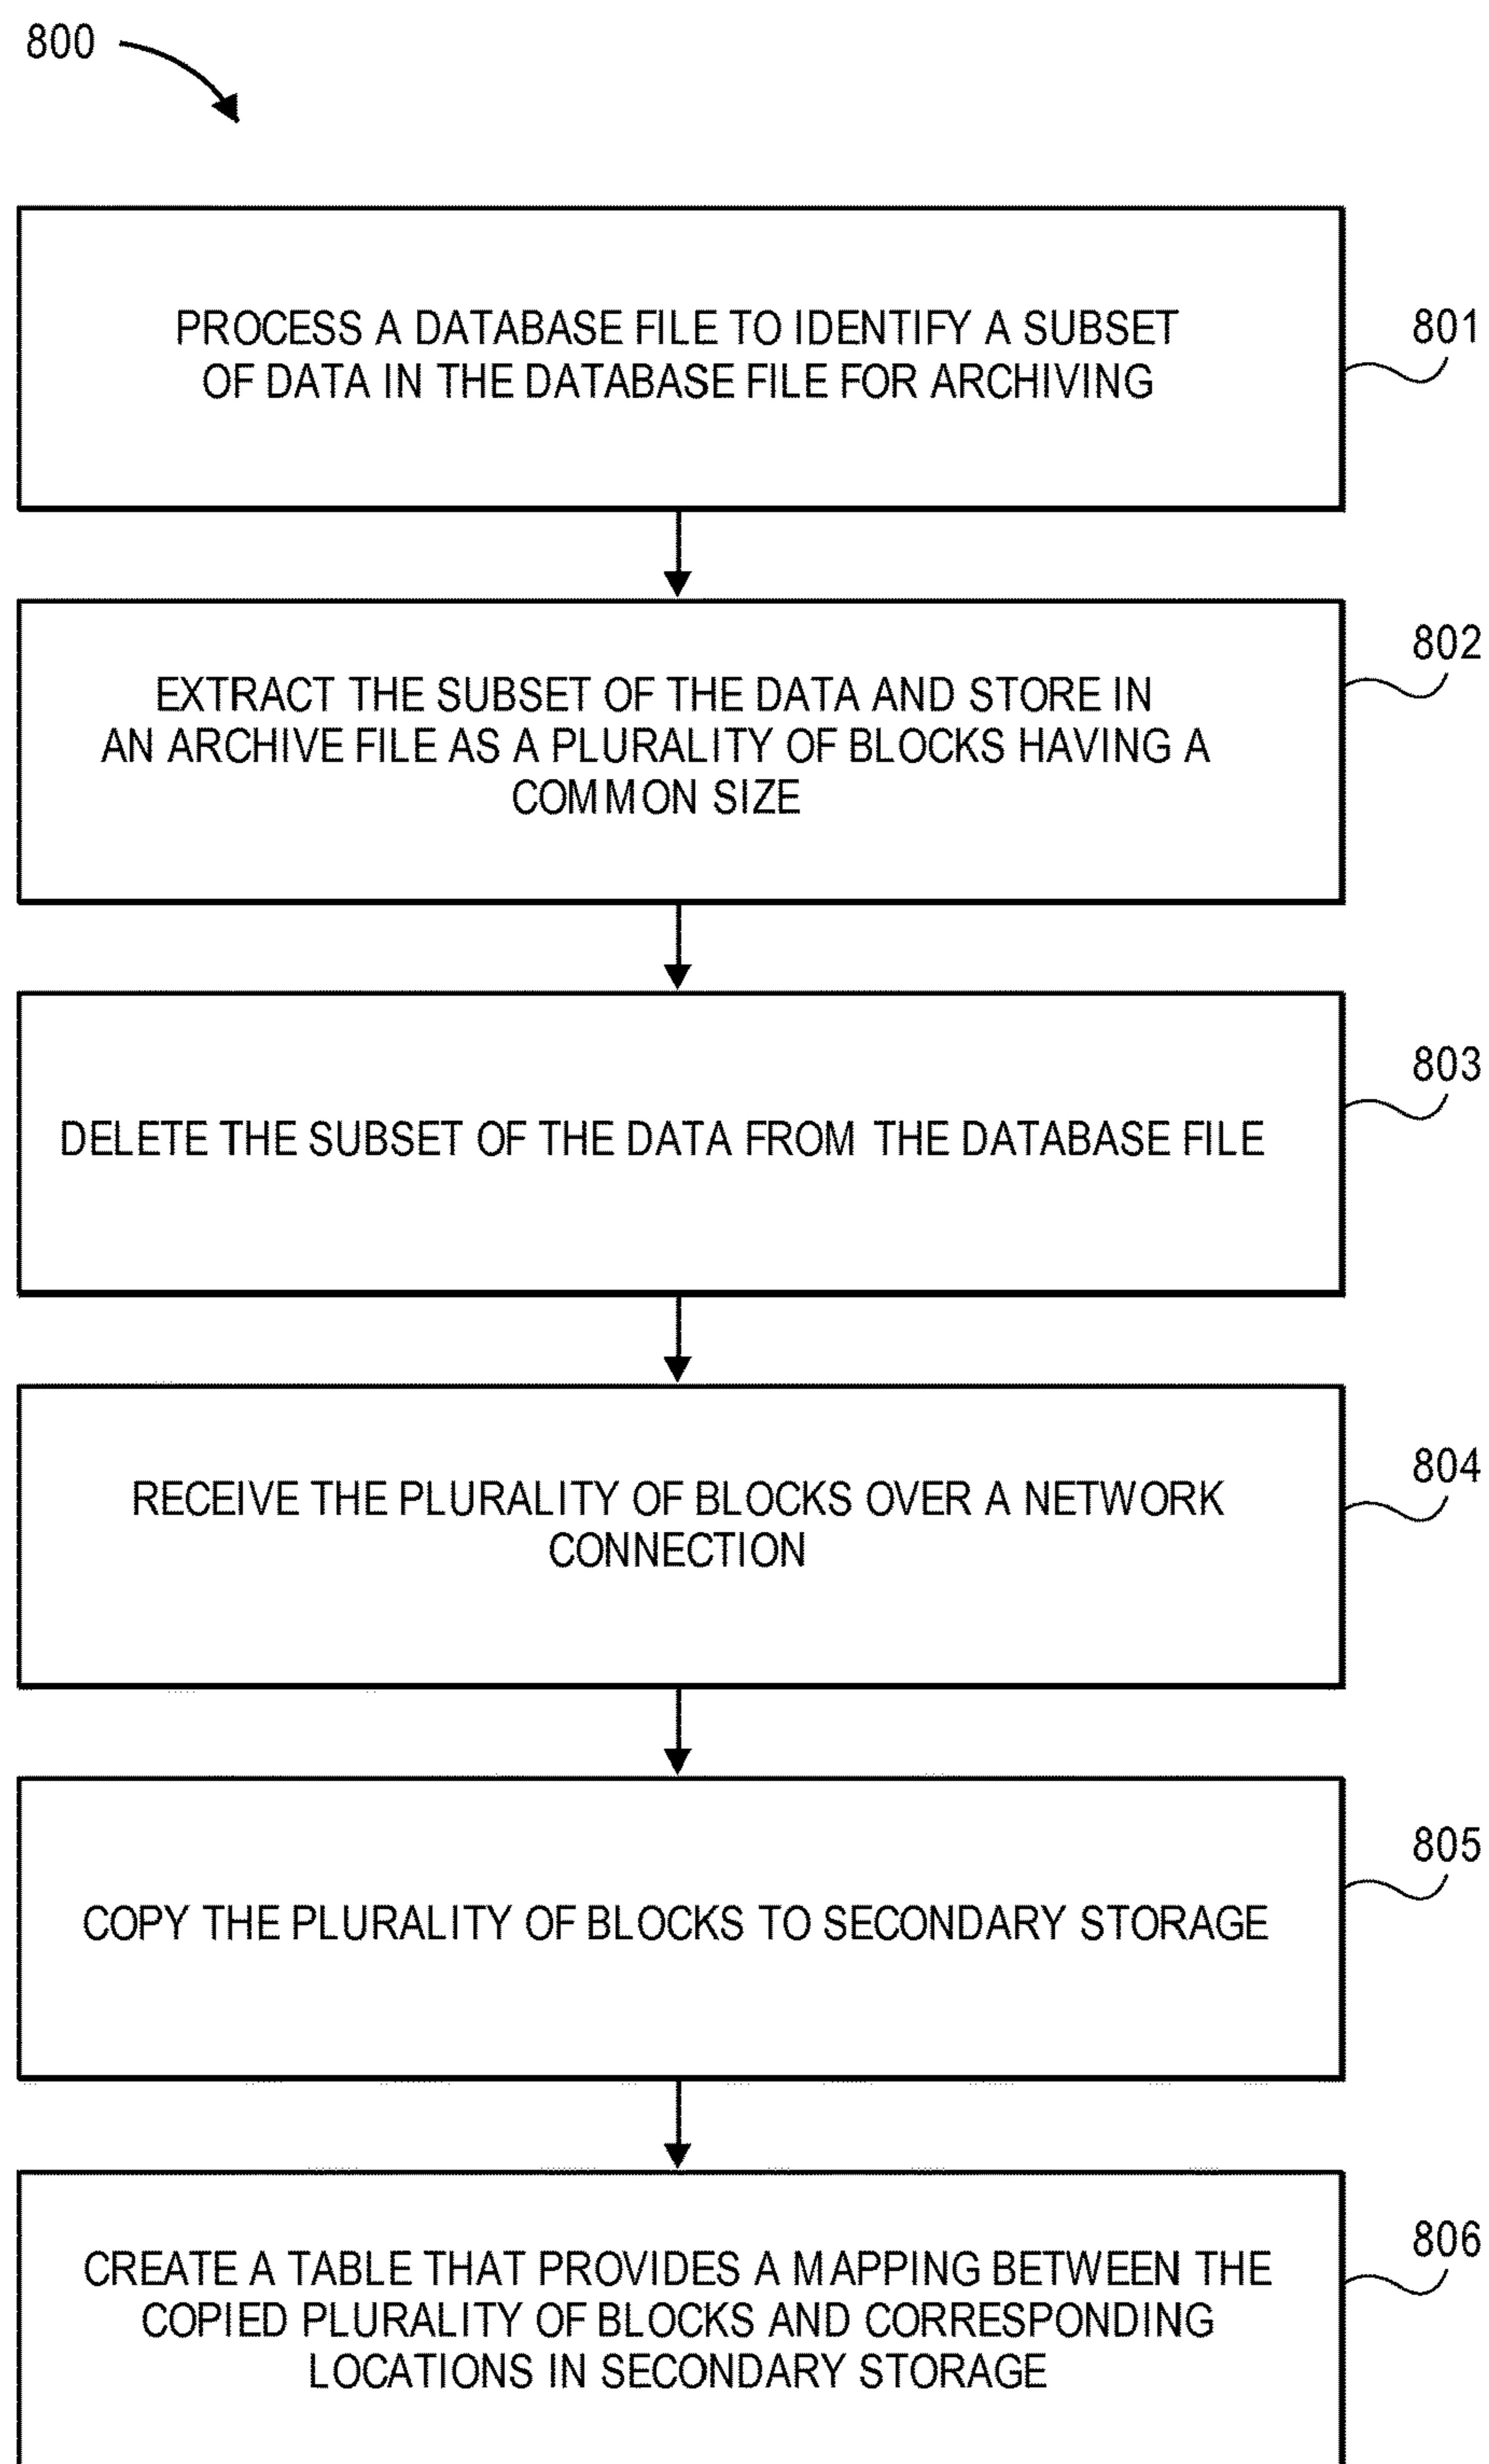 800
PROCESS A DATABASE FILE TO IDENTIFY A SUBSET
OF DATA IN THE DATABASE FILE FOR ARCHIVING
801
EXTRACT THE SUBSET OF THE DATA AND STORE IN
AN ARCHIVE FILE AS A PLURALITY OF BLOCKS HAVING A
COMMON SIZE
802
DELETE THE SUBSET OF THE DATA FROM THE DATABASE FILE
803
RECEIVE THE PLURALITY OF BLOCKS OVER A NETWORK
CONNECTION
804
COPY THE PLURALITY OF BLOCKS TO SECONDARY STORAGE
805
CREATE A TABLE THAT PROVIDES A MAPPING BETWEEN THE
COPIED PLURALITY OF BLOCKS AND CORRESPONDING
LOCATIONS IN SECONDARY STORAGE
806